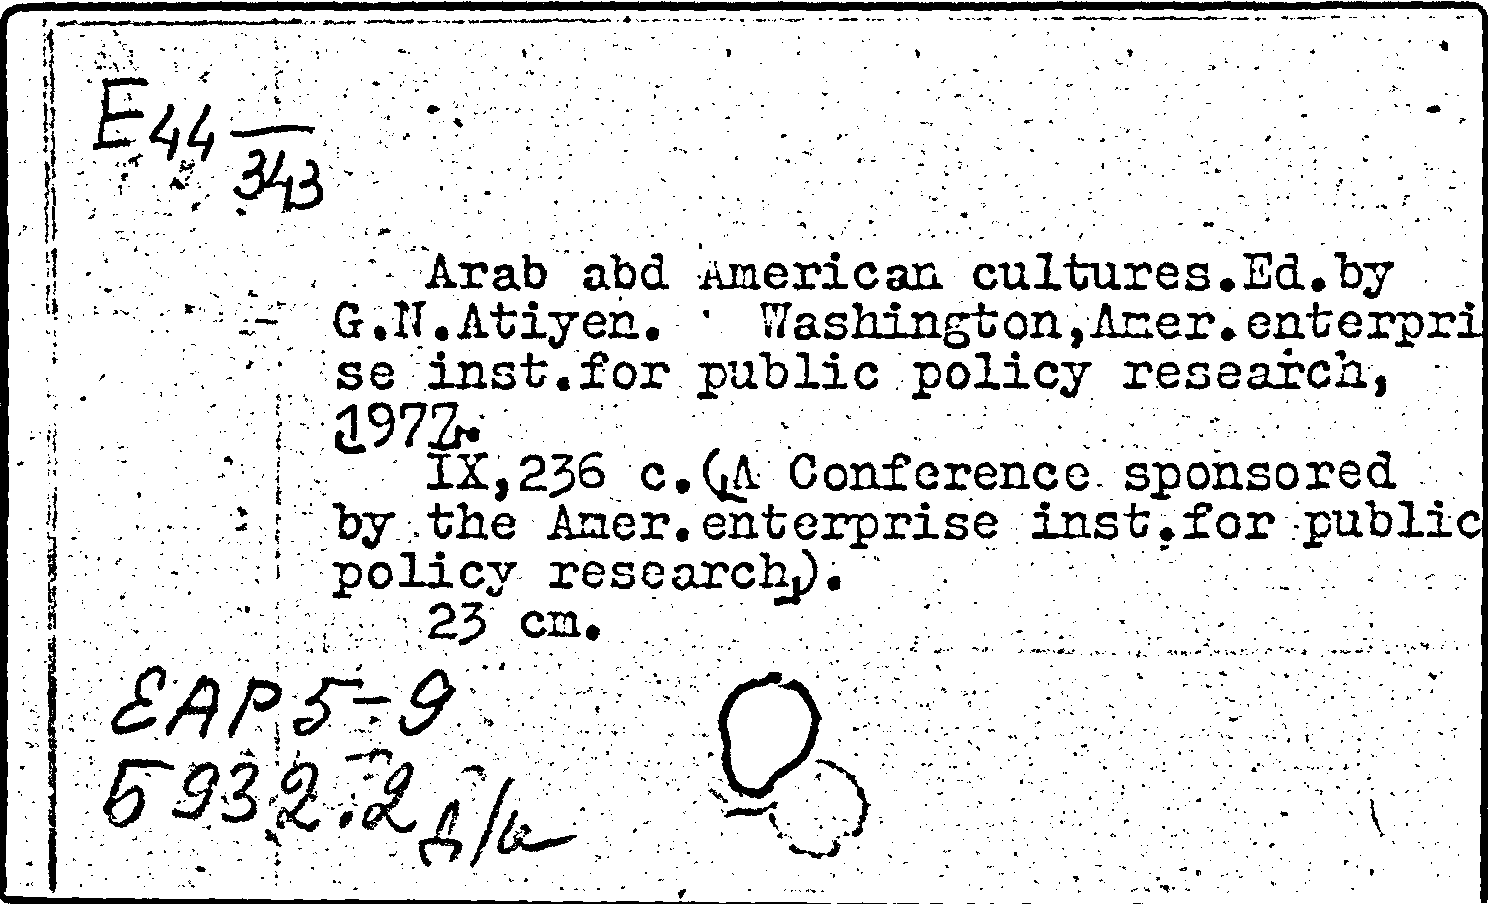 E44 —
343
Arab abd American cultures.Ed.by
G.N.Atiyen. Washington,Amer.enterpri
se inst.for public policy research,
1977.
IX,236 c.(A Conference sponsored
by the Amer.enterprise inst.for public
policy research).
23 cm.
EAP5-9
5932.2 д/к